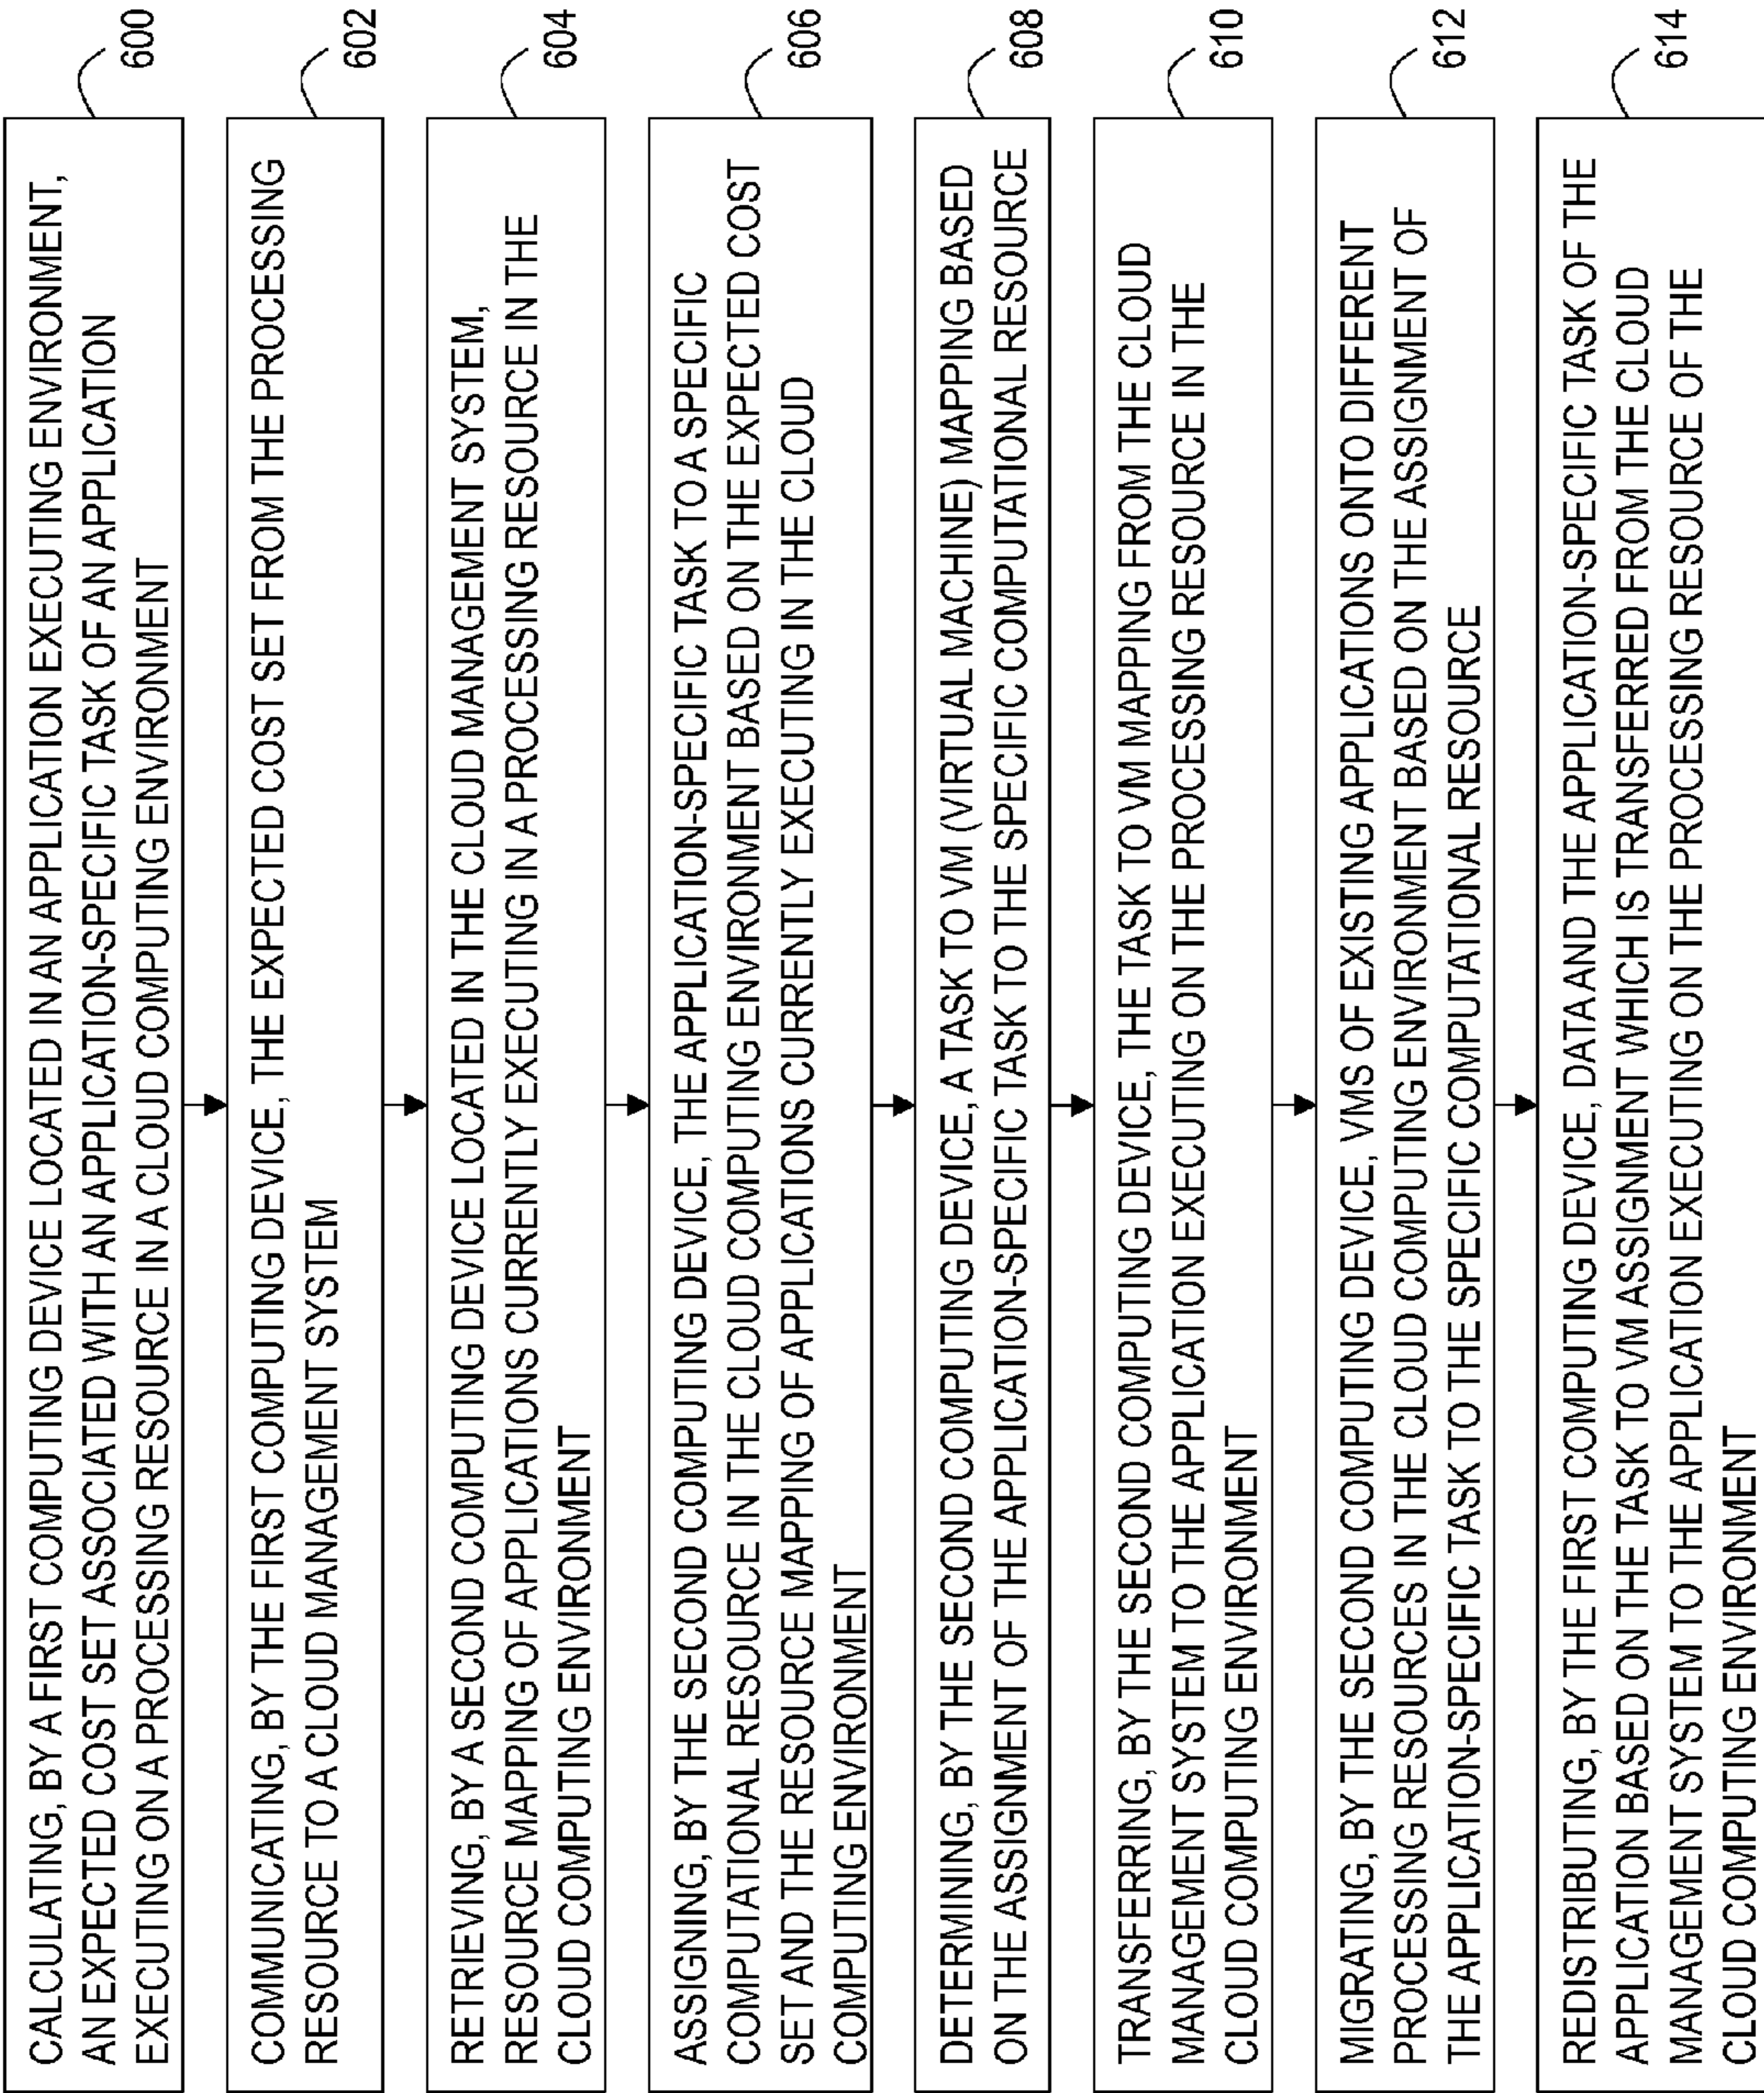 CALCULATING, BY A FIRST COMPUTING DEVICE LOCATED IN AN APPLICATION EXECUTING ENVIRONMENT,
AN EXPECTED COST SET ASSOCIATED WITH AN APPLICATION-SPECIFIC TASK OF AN APPLICATION
EXECUTING ON A PROCESSING RESOURCE IN A CLOUD COMPUTING ENVIRONMENT
600
COMMUNICATING, BY THE FIRST COMPUTING DEVICE, THE EXPECTED COST SET FROM THE PROCESSING
RESOURCE TO A CLOUD MANAGEMENT SYSTEM
602
RETRIEVING, BY A SECOND COMPUTING DEVICE LOCATED IN THE CLOUD MANAGEMENT SYSTEM,
RESOURCE MAPPING OF APPLICATIONS CURRENTLY EXECUTING IN A PROCESSING RESOURCE IN THE
CLOUD COMPUTING ENVIRONMENT
604
ASSIGNING, BY THE SECOND COMPUTING DEVICE, THE APPLICATION-SPECIFIC TASK TO A SPECIFIC
COMPUTATIONAL RESOURCE IN THE CLOUD COMPUTING ENVIRONMENT BASED ON THE EXPECTED COST
SET AND THE RESOURCE MAPPING OF APPLICATIONS CURRENTLY EXECUTING IN THE CLOUD
COMPUTING ENVIRONMENT
606
DETERMINING, BY THE SECOND COMPUTING DEVICE, A TASK TO VM (VIRTUAL MACHINE) MAPPING BASED
ON THE ASSIGNMENT OF THE APPLICATION-SPECIFIC TASK TO THE SPECIFIC COMPUTATIONAL RESOURCE
608
TRANSFERRING, BY THE SECOND COMPUTING DEVICE, THE TASK TO VM MAPPING FROM THE CLOUD
MANAGEMENT SYSTEM TO THE APPLICATION EXECUTING ON THE PROCESSING RESOURCE IN THE
CLOUD COMPUTING ENVIRONMENT
610
MIGRATING, BY THE SECOND COMPUTING DEVICE, VMS OF EXISTING APPLICATIONS ONTO DIFFERENT
PROCESSING RESOURCES IN THE CLOUD COMPUTING ENVIRONMENT BASED ON THE ASSIGNMENT OF
THE APPLICATION-SPECIFIC TASK TO THE SPECIFIC COMPUTATIONAL RESOURCE
612
REDISTRIBUTING, BY THE FIRST COMPUTING DEVICE, DATA AND THE APPLICATION-SPECIFIC TASK OF THE
APPLICATION BASED ON THE TASK TO VM ASSIGNMENT WHICH IS TRANSFERRED FROM THE CLOUD
MANAGEMENT SYSTEM TO THE APPLICATION EXECUTING ON THE PROCESSING RESOURCE OF THE
CLOUD COMPUTING ENVIRONMENT
614